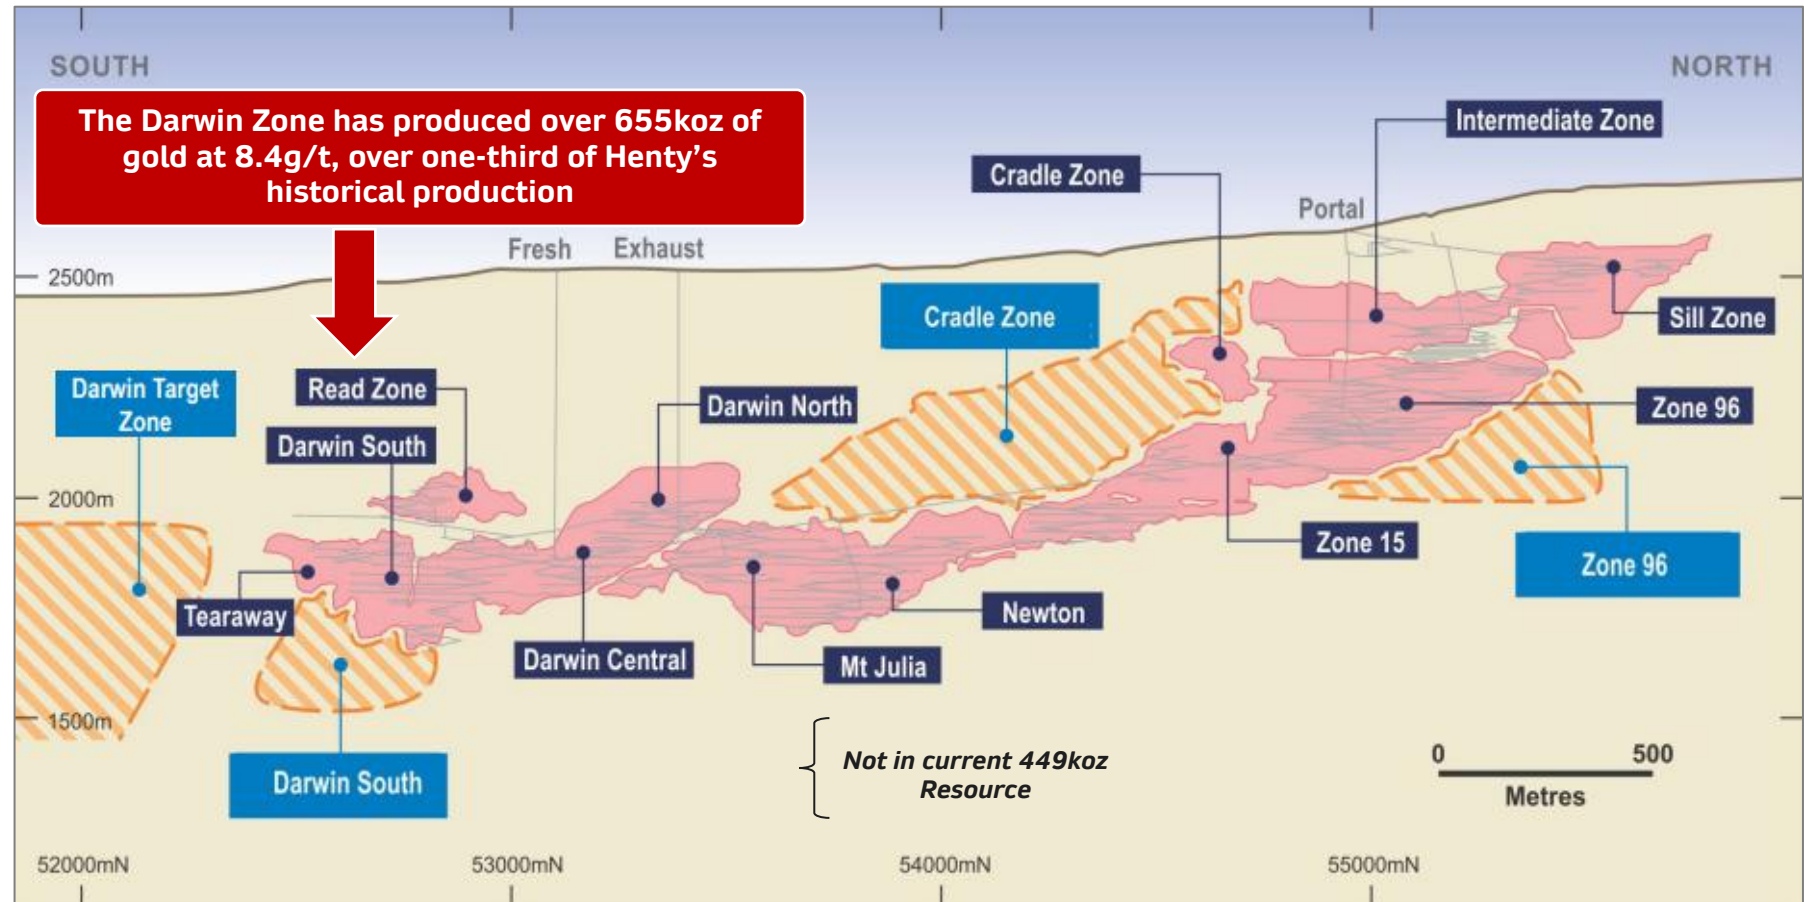 SOUTH
NORTH
The Darwin Zone has produced over 655koz of
gold at 8.4g/t, over one-third of Henty’s
historical production
Intermediate Zone
Cradle Zone
Portal
Fresh
Exhaust
2500m
Cradle Zone
Sill Zone
Darwin Target
Zone
Read Zone
Darwin North
Zone 96
Darwin South
2000m
Zone 15
Zone 96
Tearaway
Newton
Darwin Central
Mt Julia
1500m
Not in current 449koz
Resource
0
500
Metres
Darwin South
52000mN
53000mN
54000mN
55000mN